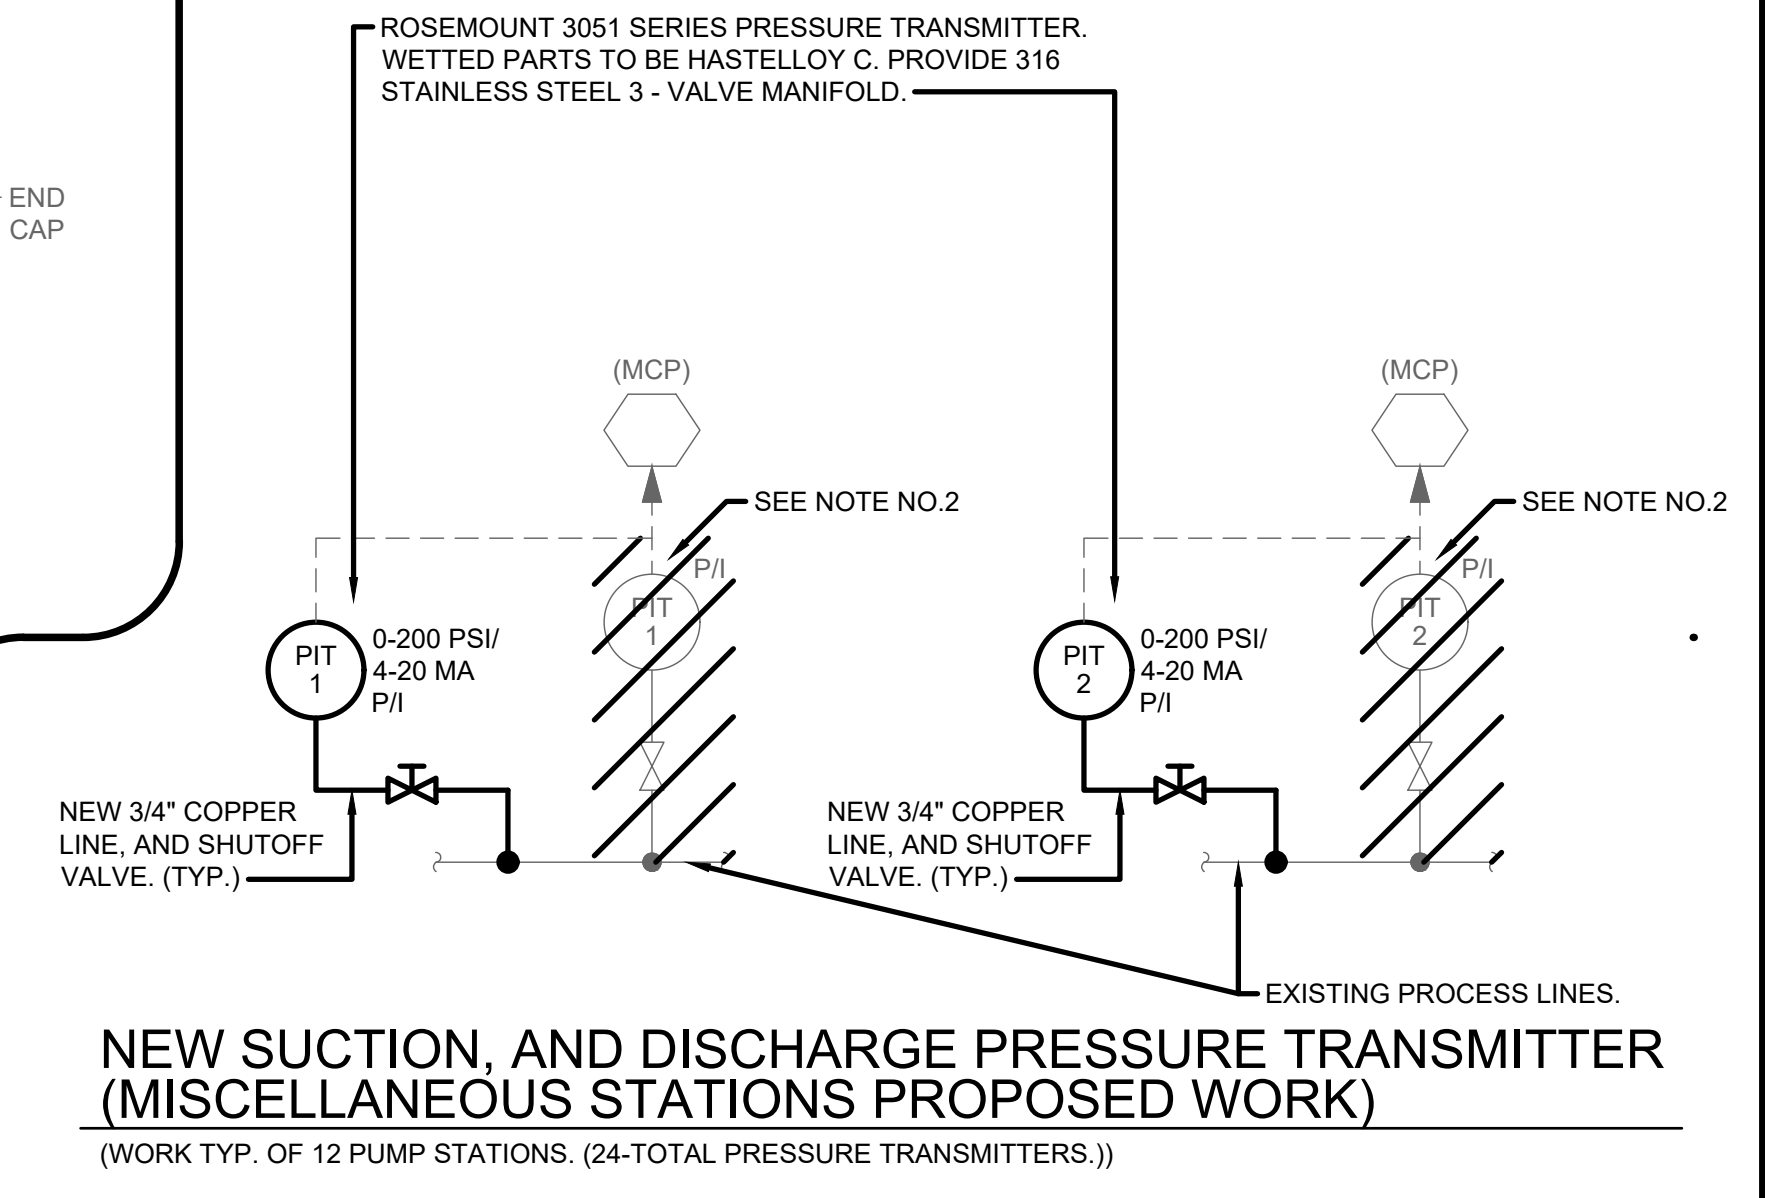 ROSEMOUNT 3051 SERIES PRESSURE TRANSMITTER.
WETTED PARTS TO BE HASTELLOY C. PROVIDE 316
STAINLESS STEEL 3 - VALVE MANIFOLD.
END
CAP
(MCP)
(MCP)
SEE NOTE NO.2
SEE NOTE NO.2
P/I
PIT
1
P/I
PIT
2
PIT
1
0-200 PSI/
4-20 MA
P/I
PIT
2
0-200 PSI/
4-20 MA
P/I
NEW 3/4" COPPER
LINE, AND SHUTOFF
VALVE. (TYP.)
NEW 3/4" COPPER
LINE, AND SHUTOFF
VALVE. (TYP.)
EXISTING PROCESS LINES.
NEW SUCTION, AND DISCHARGE PRESSURE TRANSMITTER
(MISCELLANEOUS STATIONS PROPOSED WORK)
(WORK TYP. OF 12 PUMP STATIONS. (24-TOTAL PRESSURE TRANSMITTERS.))